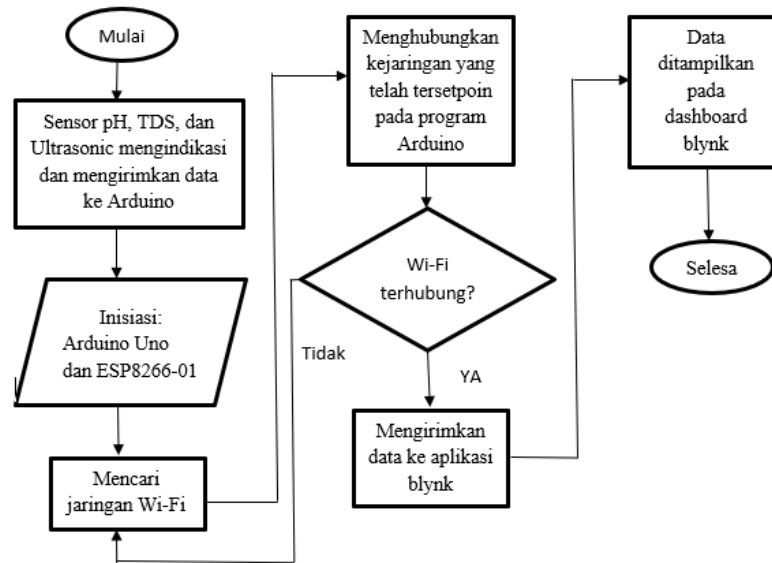 Mulai
Sensor pH, TDS, dan
Ultrasonic mengindikasi
dan mengirimkan data
ke Arduino
Inisiasi:
Arduino Uno
dan ESP8266-01
Mencari
jaringan Wi-Fi
Menghubungkan
kejaringan yang
telah tersetpoin
pada program
Arduino
Wi-Fi
terhubung?
Tidak
YA
Mengirimkan
data ke aplikasi
blynk
Data
ditampilkan
pada
dashboard
blynk
Selesa